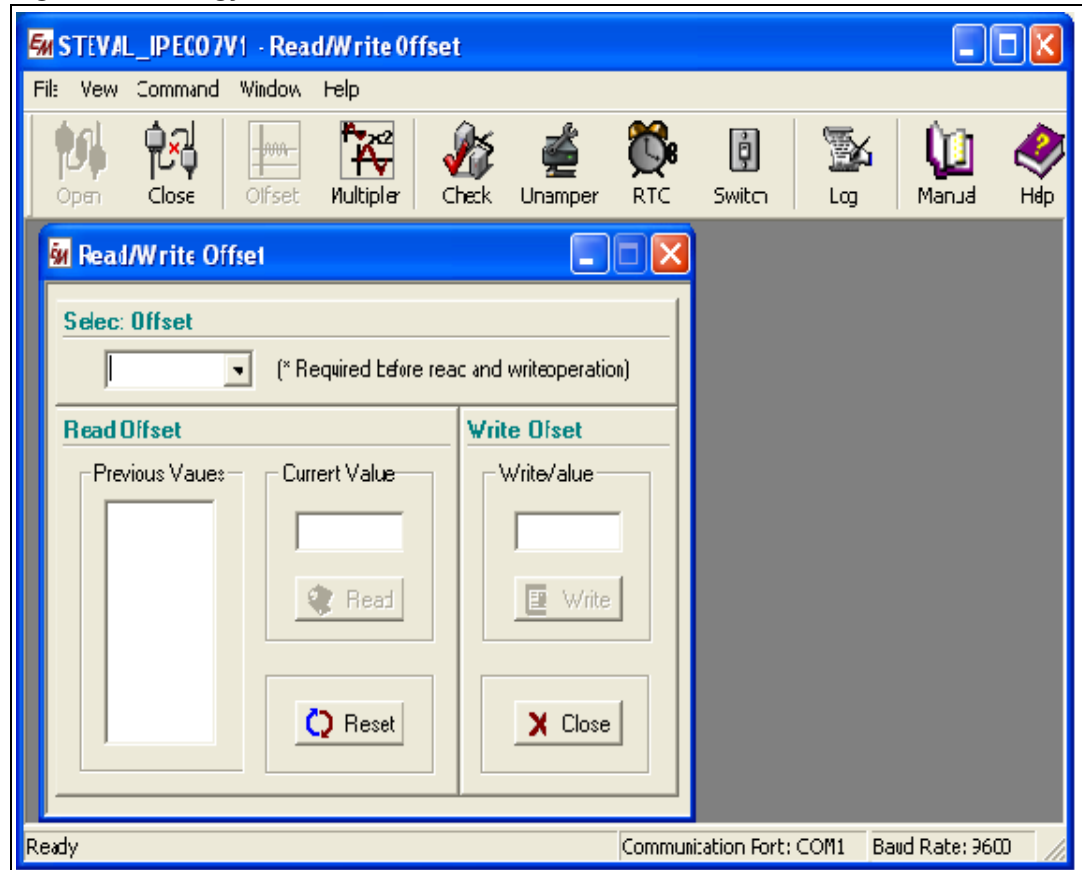 STEVAL_IPEC07V1 - Read/Write Offset
File View Command Window Help
Open Close Offset Multiplier Check Untamper RTC Switch Log Manual Help
Read/Write Offset
Select Offset
(* Required before read and write operation)
Read Offset Write Offset
Previous Values Current Value Write Value
Read Write
Reset Close
Ready Communication Port: COM1 Baud Rate: 9600